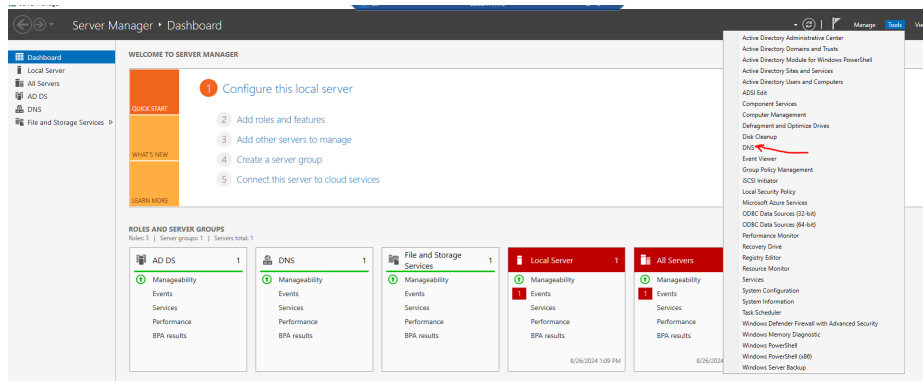 Server Manager • Dashboard
Manage Tools
Dashboard
Local Server
All Servers
AD DS
DNS
File and Storage Services
WELCOME TO SERVER MANAGER
QUICK START
WHAT'S NEW
LEARN MORE
1 Configure this local server
2 Add roles and features
3 Add other servers to manage
4 Create a server group
5 Connect this server to cloud services
ROLES AND SERVER GROUPS
Roles: 3 | Server groups: 1 | Servers total: 1
AD DS 1
Manageability
Events
Services
Performance
BPA results
DNS 1
Manageability
Events
Services
Performance
BPA results
File and Storage Services 1
Manageability
Events
Services
Performance
BPA results
Local Server 1
Manageability
1 Events
Services
Performance
BPA results
8/26/2024 1:09 PM
All Servers
Manageability
1 Events
Services
Performance
BPA results
8/26/2024
Active Directory Administrative Center
Active Directory Domains and Trusts
Active Directory Module for Windows PowerShell
Active Directory Sites and Services
Active Directory Users and Computers
ADSI Edit
Component Services
Computer Management
Defragment and Optimize Drives
Disk Cleanup
DNS
Event Viewer
Group Policy Management
iSCSI Initiator
Local Security Policy
Microsoft Azure Services
ODBC Data Sources (32-bit)
ODBC Data Sources (64-bit)
Performance Monitor
Recovery Drive
Registry Editor
Resource Monitor
Services
System Configuration
System Information
Task Scheduler
Windows Defender Firewall with Advanced Security
Windows Memory Diagnostic
Windows PowerShell
Windows PowerShell (x86)
Windows Server Backup